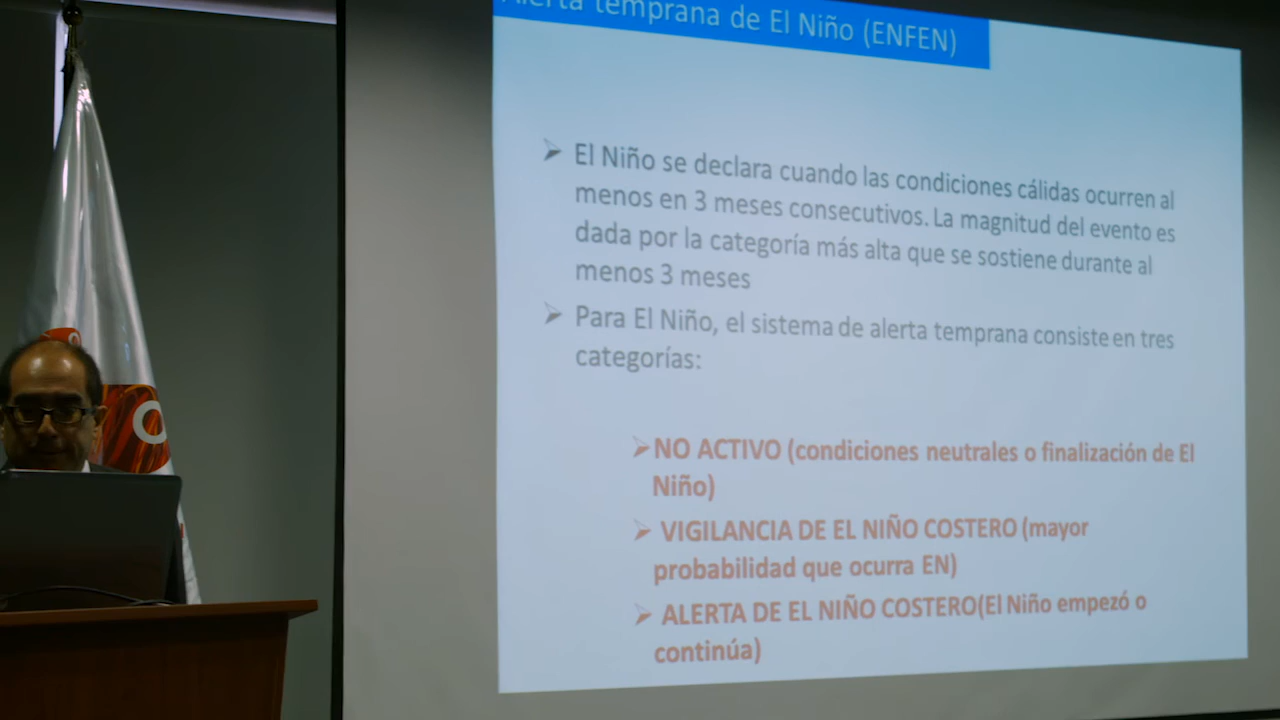 Alerta temprana de El Niño (ENFEN)
➢ El Niño se declara cuando las condiciones cálidas ocurren al
menos en 3 meses consecutivos. La magnitud del evento es
dada por la categoría más alta que se sostiene durante al
menos 3 meses
➢ Para El Niño, el sistema de alerta temprana consiste en tres
categorías:
➢ NO ACTIVO (condiciones neutrales o finalización de El
Niño)
➢ VIGILANCIA DE EL NIÑO COSTERO (mayor
probabilidad que ocurra EN)
➢ ALERTA DE EL NIÑO COSTERO(El Niño empezó o
continúa)